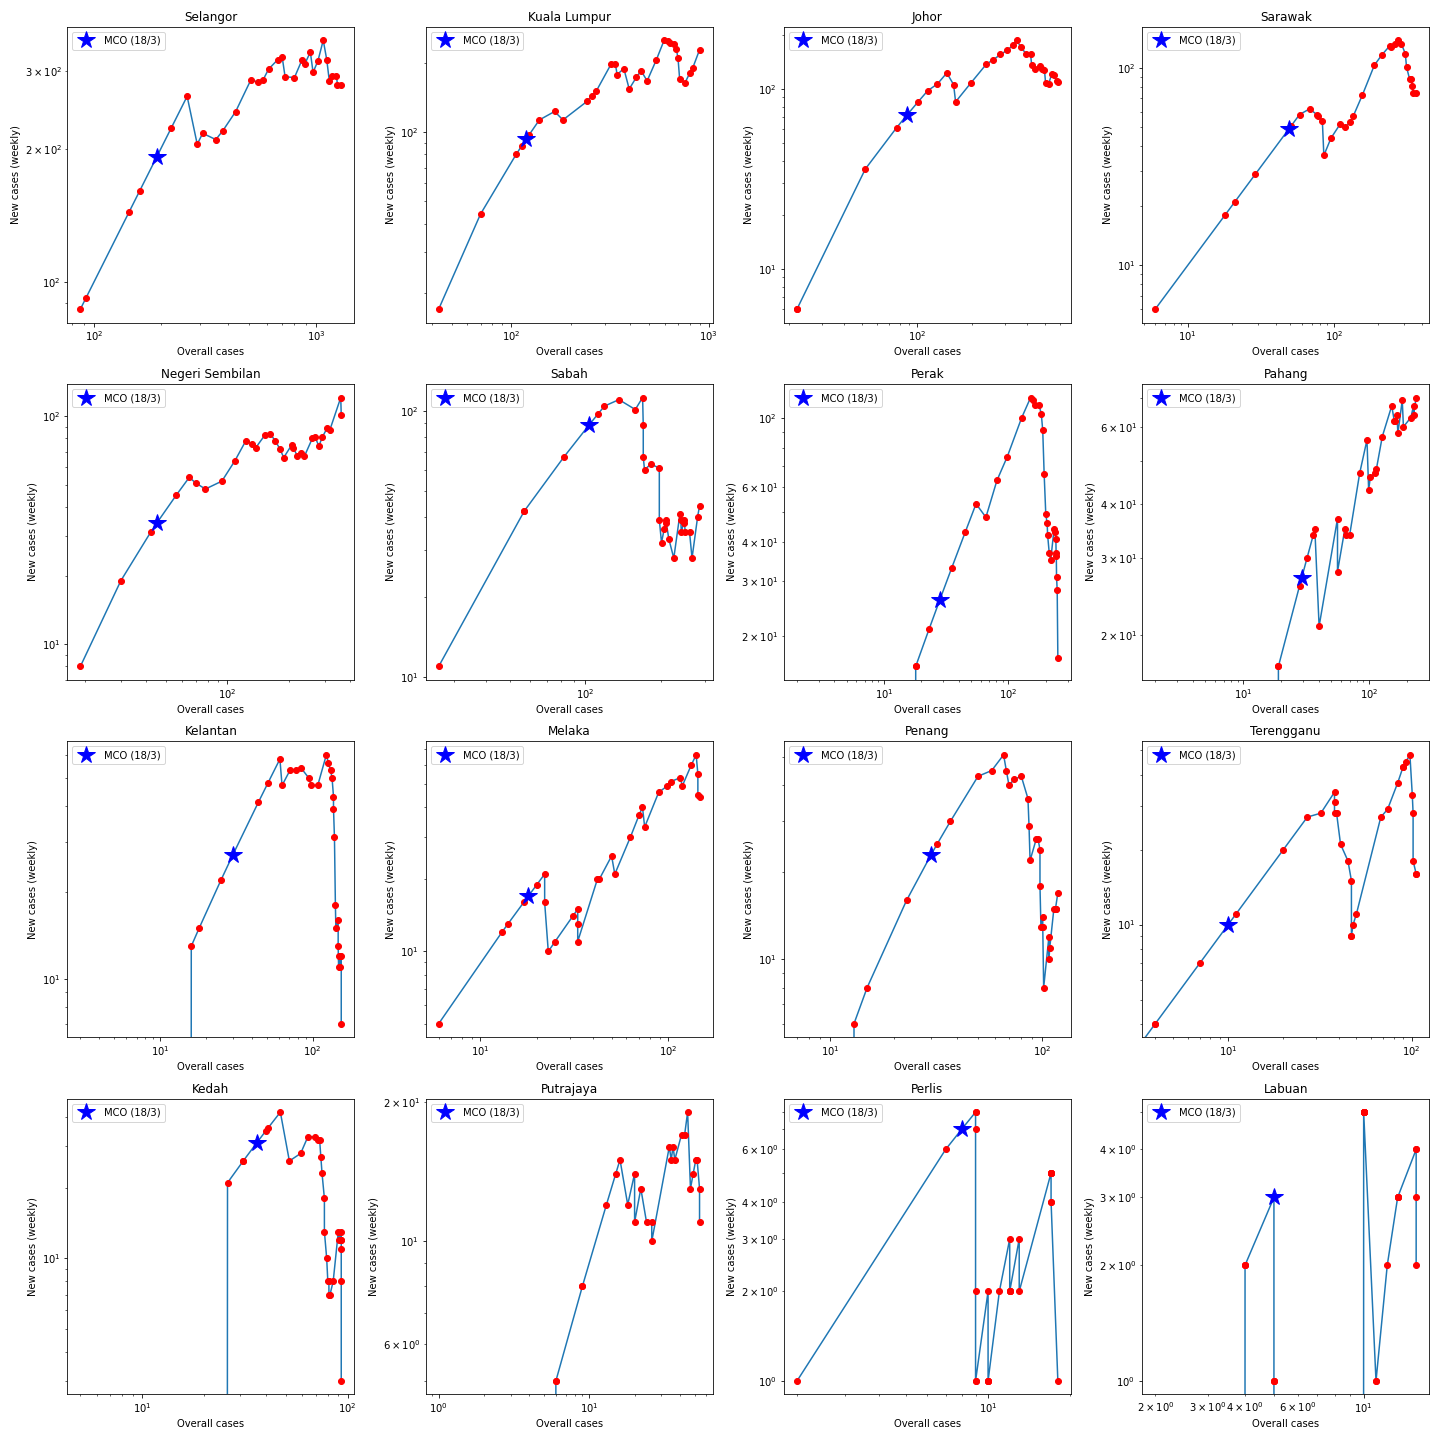 Selangor
MCO (18/3)
3 × 10²
2 × 10²
10²
New cases (weekly)
10²
10³
Overall cases
Kuala Lumpur
MCO (18/3)
10²
New cases (weekly)
10²
10³
Overall cases
Johor
MCO (18/3)
10²
10¹
New cases (weekly)
10²
Overall cases
Sarawak
MCO (18/3)
10²
10¹
New cases (weekly)
10¹
10²
Overall cases
Negeri Sembilan
MCO (18/3)
10²
10¹
New cases (weekly)
10²
Overall cases
Sabah
MCO (18/3)
10²
10¹
New cases (weekly)
10²
Overall cases
Perak
MCO (18/3)
10²
6 × 10¹
4 × 10¹
3 × 10¹
2 × 10¹
New cases (weekly)
10¹
10²
Overall cases
Pahang
MCO (18/3)
6 × 10¹
4 × 10¹
3 × 10¹
2 × 10¹
New cases (weekly)
10¹
10²
Overall cases
Kelantan
MCO (18/3)
10¹
New cases (weekly)
10¹
10²
Overall cases
Melaka
MCO (18/3)
10¹
New cases (weekly)
10¹
10²
Overall cases
Penang
MCO (18/3)
10¹
New cases (weekly)
10¹
10²
Overall cases
Terengganu
MCO (18/3)
10¹
New cases (weekly)
10¹
10²
Overall cases
Kedah
MCO (18/3)
10¹
New cases (weekly)
10¹
10²
Overall cases
Putrajaya
MCO (18/3)
2 × 10¹
10¹
6 × 10⁰
New cases (weekly)
10⁰
10¹
Overall cases
Perlis
MCO (18/3)
6 × 10⁰
4 × 10⁰
3 × 10⁰
2 × 10⁰
10⁰
New cases (weekly)
10¹
Overall cases
Labuan
MCO (18/3)
4 × 10⁰
3 × 10⁰
2 × 10⁰
10⁰
New cases (weekly)
2 × 10⁰
3 × 10⁰
4 × 10⁰
6 × 10⁰
10¹
Overall cases